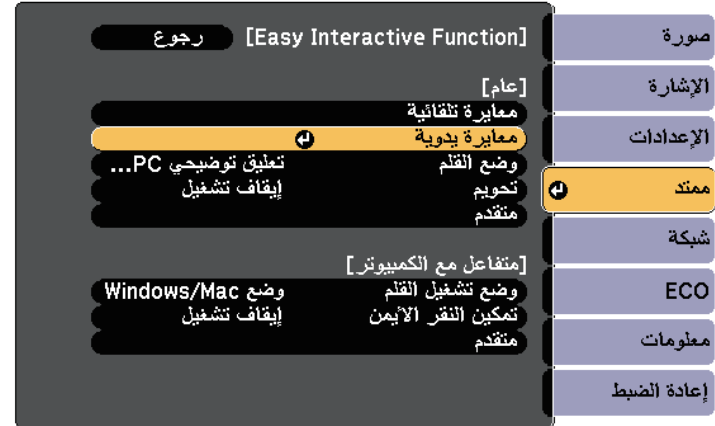 صورة
الإشارة
الإعدادات
ممتد
شبكة
ECO
معلومات
إعادة الضبط
[Easy Interactive Function] رجوع
[عام]
معايرة تلقائية
معايرة يدوية
وضع القلم تعليق توضيحي PC...
تحويم إيقاف تشغيل
متقدم
[متفاعل مع الكمبيوتر]
وضع تشغيل القلم وضع Windows/Mac
تمكين النقر الأيمن إيقاف تشغيل
متقدم